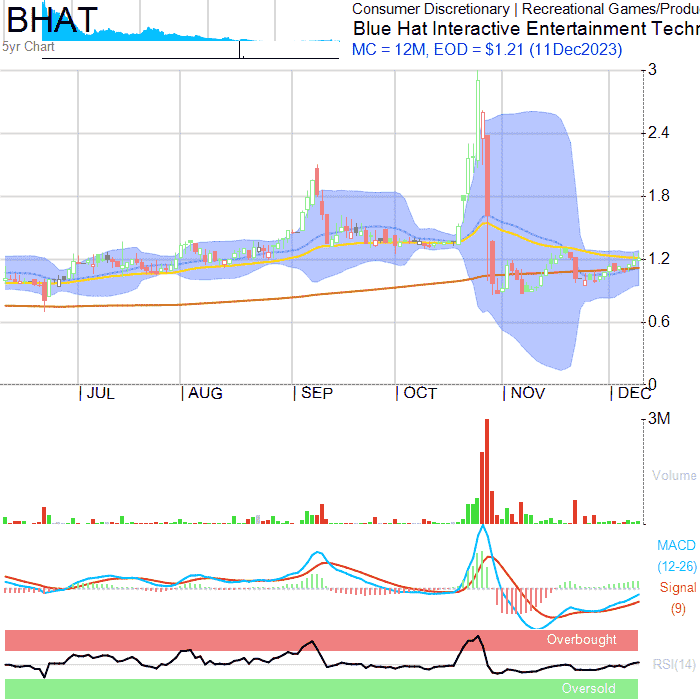 BHAT
Consumer Discretionary | Recreational Games/Produ
Blue Hat Interactive Entertainment Techn
MC = 12M, EOD = $1.21 (11Dec2023)
5yr Chart
3
2.4
1.8
1.2
0.6
0
JUL AUG SEP OCT NOV DEC
3M
Volume
MACD
(12-26)
Signal
(9)
Overbought
RSI(14)
Oversold